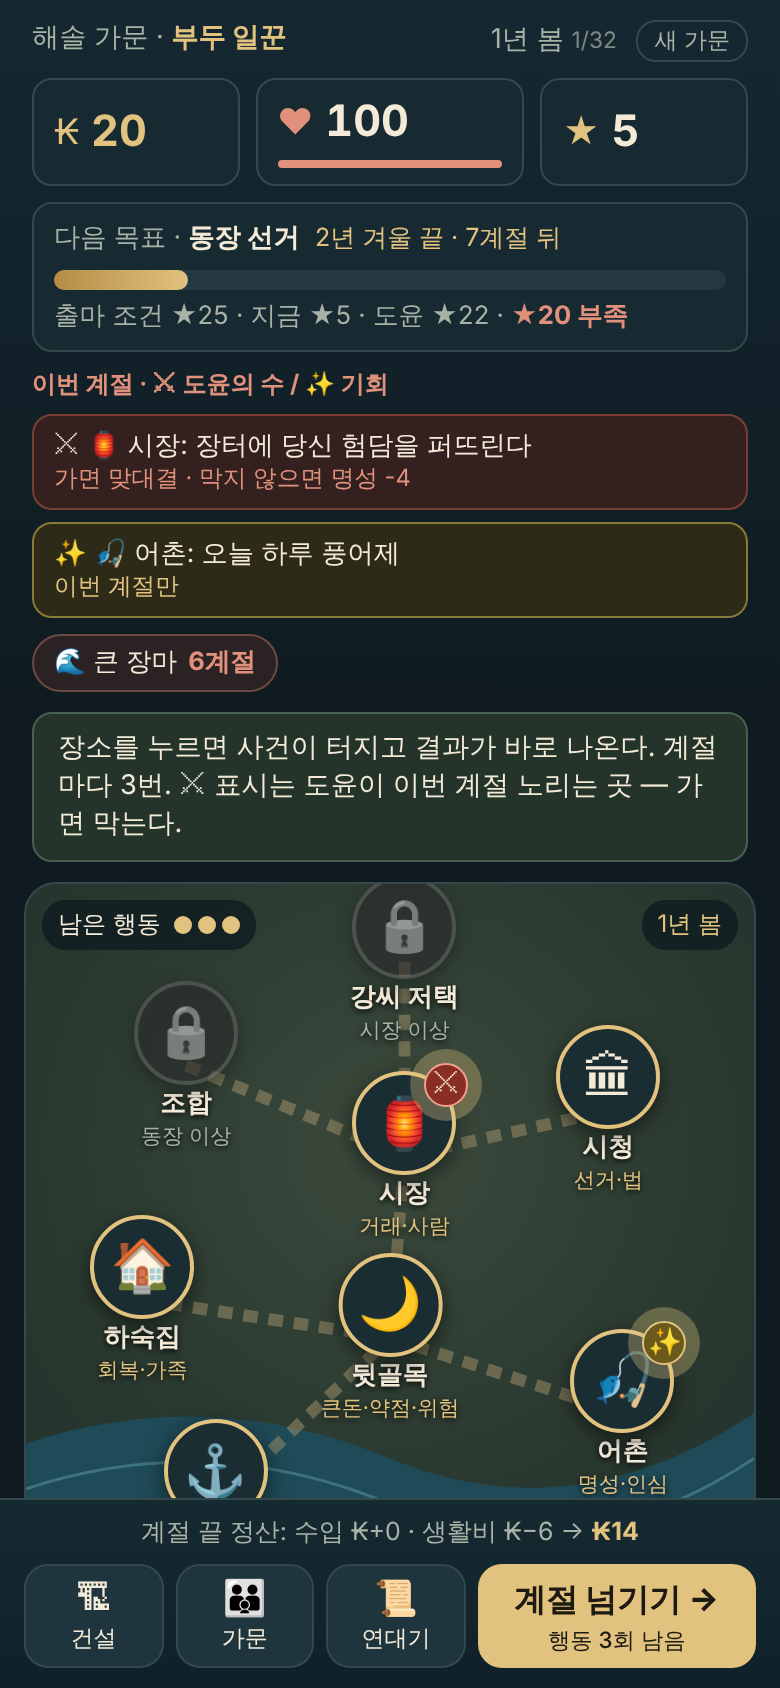 해솔 가문 · 부두 일꾼
1년 봄 1/32
새 가문
₭ 20
♥ 100
★ 5
다음 목표 · 동장 선거 2년 겨울 끝 · 7계절 뒤
출마 조건 ★25 · 지금 ★5 · 도윤 ★22 · ★20 부족
이번 계절 · ⚔ 도윤의 수 / ✨ 기회
⚔ 🏮 시장: 장터에 당신 험담을 퍼뜨린다
가면 맞대결 · 막지 않으면 명성 -4
✨ 🎣 어촌: 오늘 하루 풍어제
이번 계절만
🌊 큰 장마 6계절
장소를 누르면 사건이 터지고 결과가 바로 나온다. 계절
마다 3번. ⚔ 표시는 도윤이 이번 계절 노리는 곳 — 가
면 막는다.
남은 행동
1년 봄
강씨 저택
시장 이상
조합
동장 이상
시청
선거·법
시장
거래·사람
하숙집
회복·가족
뒷골목
큰돈·약점·위험
어촌
명성·인심
계절 끝 정산: 수입 ₭+0 · 생활비 ₭−6 → ₭14
건설
가문
연대기
계절 넘기기 →
행동 3회 남음